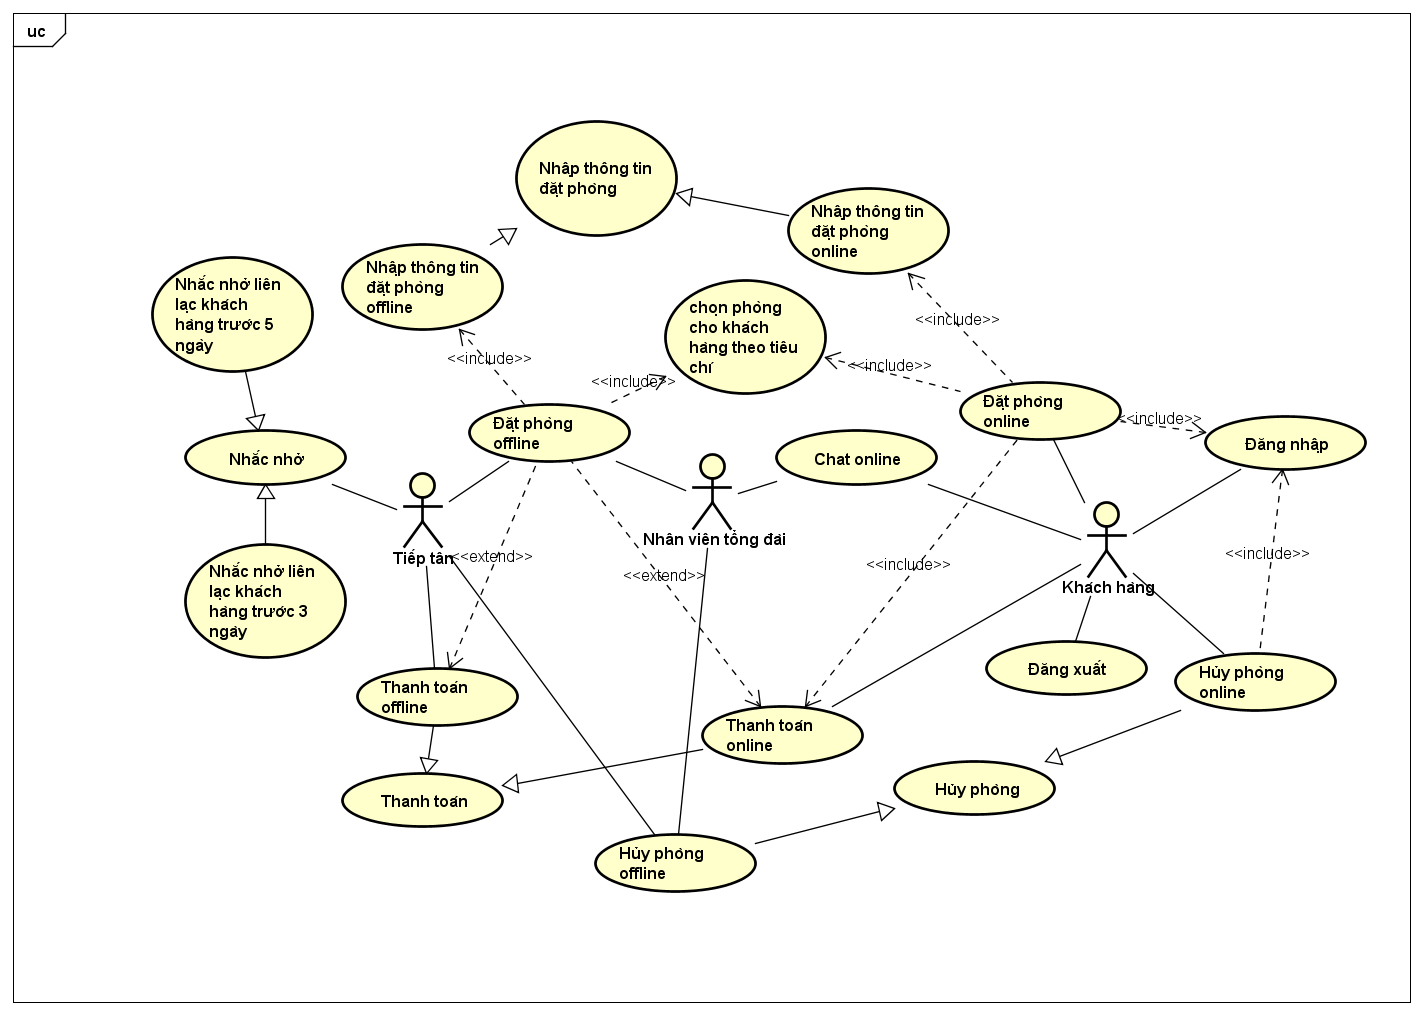 uc
Nhập thông tin
đặt phòng
Nhập thông tin
đặt phòng
online
Nhập thông tin
đặt phòng
offline
Nhắc nhở liên
lạc khách
hàng trước 5
ngày
chọn phòng
cho khách
hàng theo tiêu
chí
<<include>>
<<include>>
<<include>>
<<include>>
<<include>>
Đặt phòng
offline
Đặt phòng
online
Đăng nhập
Nhắc nhở
Chat online
Tiếp tân
Nhân viên tổng đài
Khách hàng
<<extend>>
<<extend>>
<<include>>
<<include>>
Nhắc nhở liên
lạc khách
hàng trước 3
ngày
Đăng xuất
Hủy phòng
online
Thanh toán
offline
Thanh toán
online
Thanh toán
Hủy phòng
Hủy phòng
offline